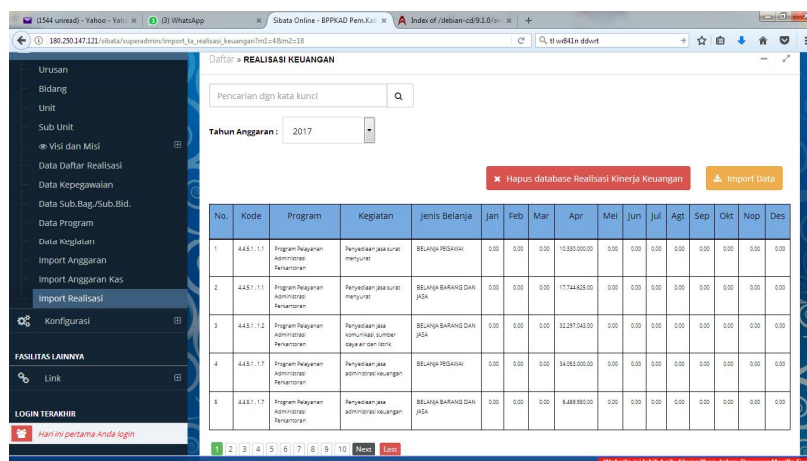 (1544 unread) - Yahoo - Yah
(3) WhatsApp
Sibata Online - BPPKAD Pem.Kab
Index of /debian-cd/9.1.0/
180.250.147.121/sibata/superadmin/import_ta_realisasi_keuangan?m1=4&m2=18
tl wr841n ddwrt
Urusan
Bidang
Unit
Sub Unit
Visi dan Misi
Data Daftar Realisasi
Data Kepegawaian
Data Sub.Bag./Sub.Bid.
Data Program
Data Kegiatan
Import Anggaran
Import Anggaran Kas
Import Realisasi
Konfigurasi
FASILITAS LAINNYA
Link
LOGIN TERAKHIR
Hari ini pertama Anda login
Daftar » REALISASI KEUANGAN
Pencarian dgn kata kunci
Tahun Anggaran : 2017
Hapus database Realisasi Kinerja Keuangan
Import Data
No. Kode Program Kegiatan Jenis Belanja Jan Feb Mar Apr Mei Jun Jul Agt Sep Okt Nop Des
1 4.4.5.1 . 1.1 Program Pelayanan Administrasi Perkantoran Penyediaan jasa surat menyurat BELANJA PEGAWAI 0,00 0,00 0,00 10.330.000,00 0,00 0,00 0,00 0,00 0,00 0,00 0,00 0,00
2 4.4.5.1 . 1.1 Program Pelayanan Administrasi Perkantoran Penyediaan jasa surat menyurat BELANJA BARANG DAN JASA 0,00 0,00 0,00 17.744.625,00 0,00 0,00 0,00 0,00 0,00 0,00 0,00 0,00
3 4.4.5.1 . 1.2 Program Pelayanan Administrasi Perkantoran Penyediaan jasa komunikasi, sumber daya air dan listrik BELANJA BARANG DAN JASA 0,00 0,00 0,00 32.297.043,00 0,00 0,00 0,00 0,00 0,00 0,00 0,00 0,00
4 4.4.5.1 . 1.7 Program Pelayanan Administrasi Perkantoran Penyediaan jasa administrasi keuangan BELANJA PEGAWAI 0,00 0,00 0,00 34.053.000,00 0,00 0,00 0,00 0,00 0,00 0,00 0,00 0,00
5 4.4.5.1 . 1.7 Program Pelayanan Administrasi Perkantoran Penyediaan jasa administrasi keuangan BELANJA BARANG DAN JASA 0,00 0,00 0,00 6.469.950,00 0,00 0,00 0,00 0,00 0,00 0,00 0,00 0,00
1 2 3 4 5 6 7 8 9 10 Next Last